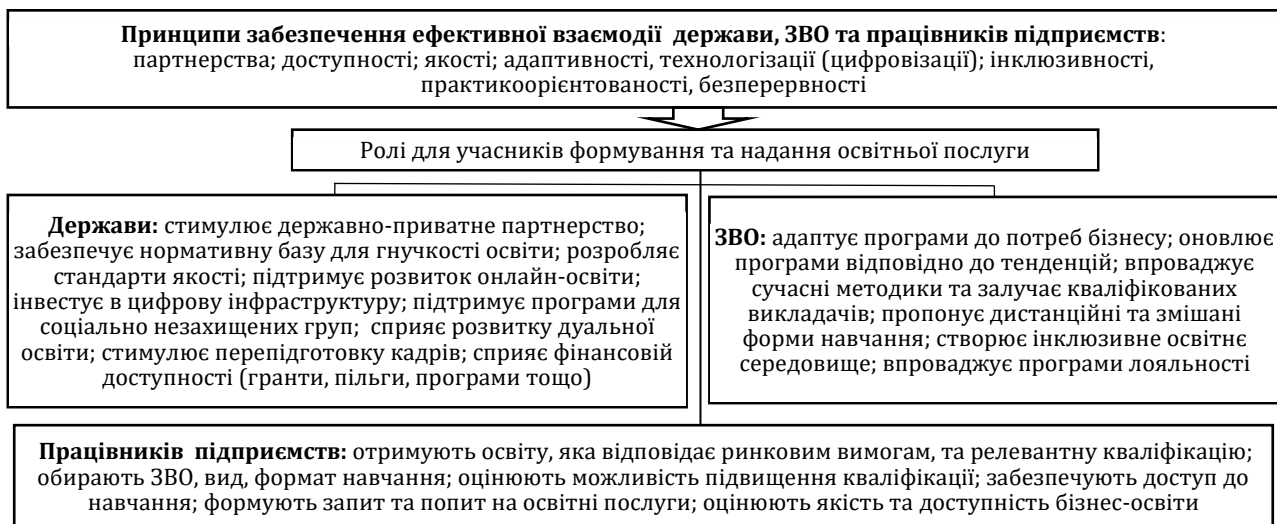 Принципи забезпечення ефективної взаємодії держави, ЗВО та працівників підприємств:
партнерства; доступності; якості; адаптивності, технологізації (цифровізації); інклюзивності,
практикоорієнтованості, безперервності
Ролі для учасників формування та надання освітньої послуги
Держави: стимулює державно-приватне партнерство;
забезпечує нормативну базу для гнучкості освіти; розробляє
стандарти якості; підтримує розвиток онлайн-освіти;
інвестує в цифрову інфраструктуру; підтримує програми для
соціально незахищених груп; сприяє розвитку дуальної
освіти; стимулює перепідготовку кадрів; сприяє фінансовій
доступності (гранти, пільги, програми тощо)
ЗВО: адаптує програми до потреб бізнесу; оновлює
програми відповідно до тенденцій; впроваджує
сучасні методики та залучає кваліфікованих
викладачів; пропонує дистанційні та змішані
форми навчання; створює інклюзивне освітнє
середовище; впроваджує програми лояльності
Працівників підприємств: отримують освіту, яка відповідає ринковим вимогам, та релевантну кваліфікацію;
обирають ЗВО, вид, формат навчання; оцінюють можливість підвищення кваліфікації; забезпечують доступ до
навчання; формують запит та попит на освітні послуги; оцінюють якість та доступність бізнес-освіти